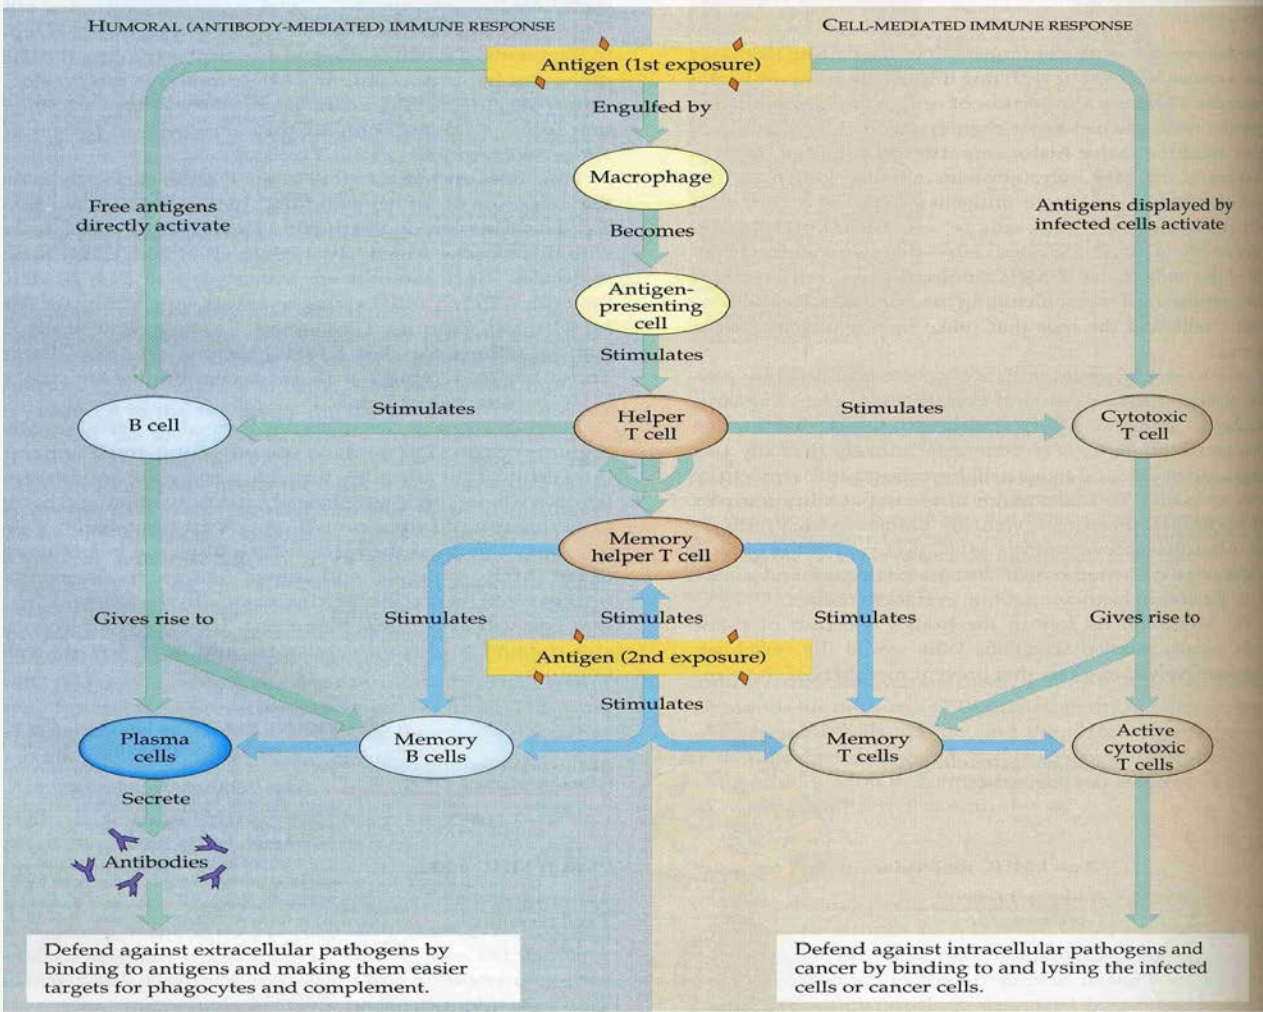 HUMORAL (ANTIBODY-MEDIATED) IMMUNE RESPONSE
CELL-MEDIATED IMMUNE RESPONSE
Antigen (1st exposure)
Engulfed by
Macrophage
Free antigens
directly activate
Antigens displayed by
infected cells activate
Becomes
Antigen-
presenting
cell
Stimulates
B cell
Stimulates
Helper
T cell
Stimulates
Cytotoxic
T cell
Memory
helper T cell
Gives rise to
Stimulates
Stimulates
Stimulates
Gives rise to
Antigen (2nd exposure)
Stimulates
Plasma
cells
Memory
B cells
Memory
T cells
Active
cytotoxic
T cells
Secrete
Antibodies
Defend against extracellular pathogens by
binding to antigens and making them easier
targets for phagocytes and complement.
Defend against intracellular pathogens and
cancer by binding to and lysing the infected
cells or cancer cells.